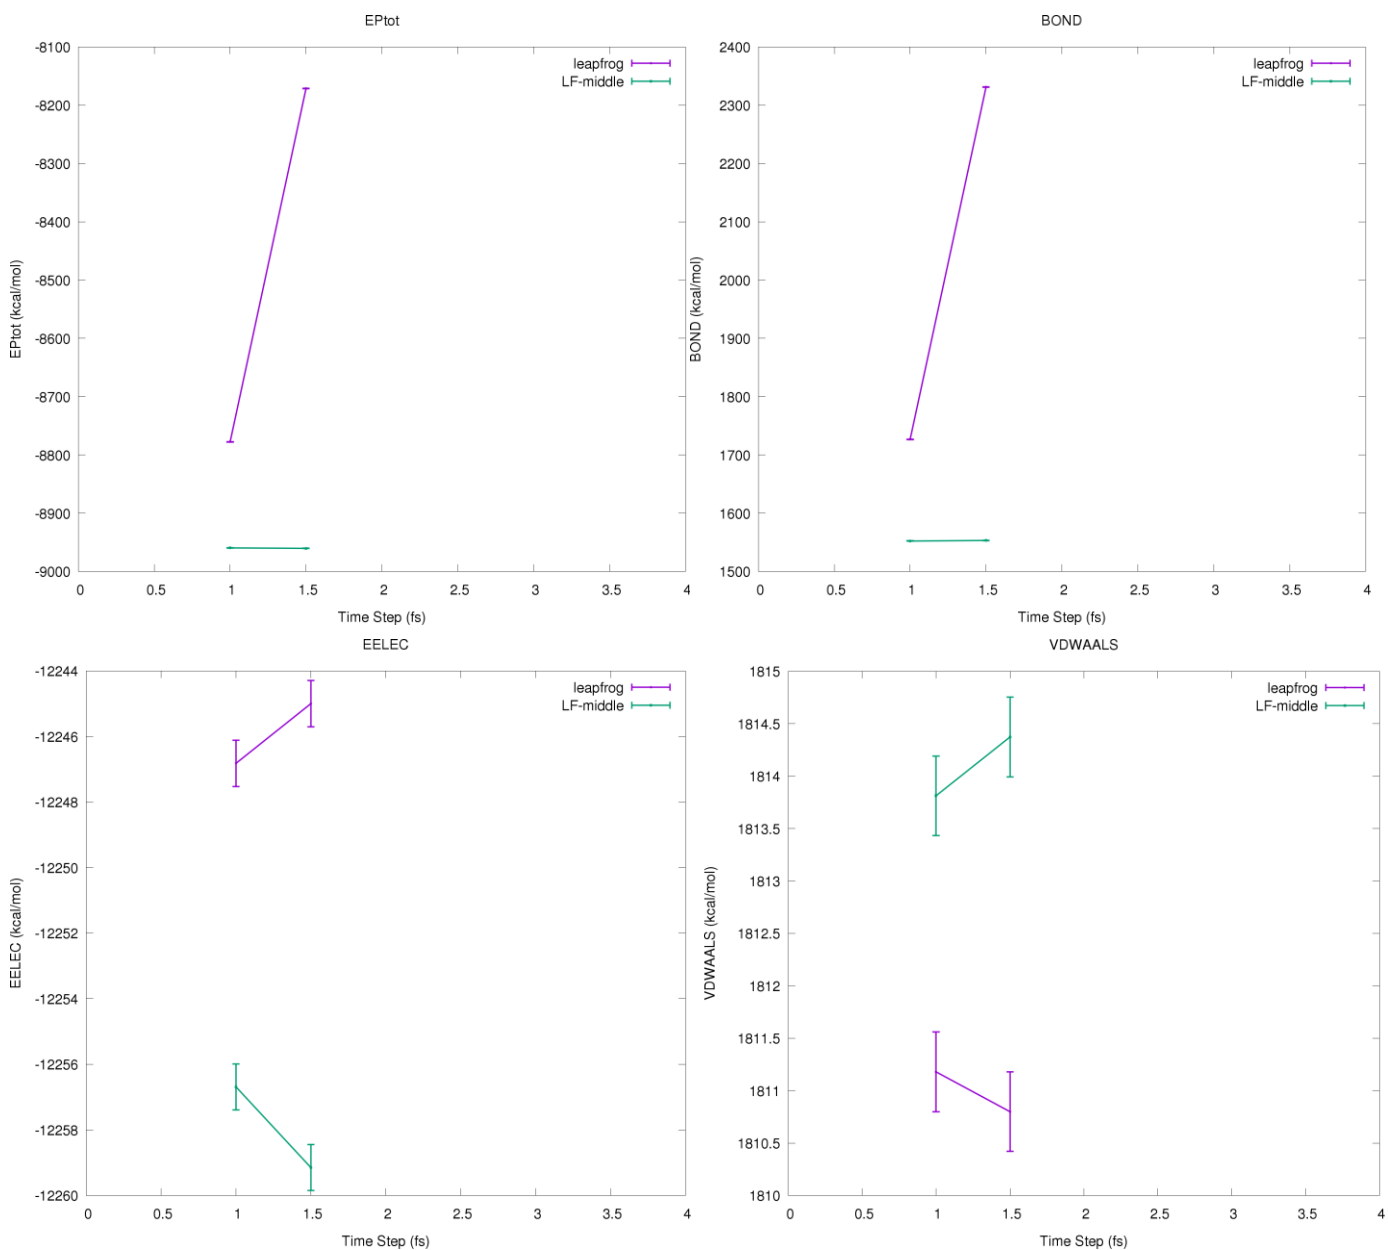 EPtot
-8100
-8200
-8300
-8400
-8500
-8600
-8700
-8800
-8900
-9000
0 0.5 1 1.5 2 2.5 3 3.5 4
EPtot (kcal/mol)
Time Step (fs)
leapfrog
LF-middle
BOND
2400
2300
2200
2100
2000
1900
1800
1700
1600
1500
0 0.5 1 1.5 2 2.5 3 3.5 4
BOND (kcal/mol)
Time Step (fs)
leapfrog
LF-middle
EELEC
-12244
-12246
-12248
-12250
-12252
-12254
-12256
-12258
-12260
0 0.5 1 1.5 2 2.5 3 3.5 4
EELEC (kcal/mol)
Time Step (fs)
leapfrog
LF-middle
VDWAALS
1815
1814.5
1814
1813.5
1813
1812.5
1812
1811.5
1811
1810.5
1810
0 0.5 1 1.5 2 2.5 3 3.5 4
VDWAALS (kcal/mol)
Time Step (fs)
leapfrog
LF-middle